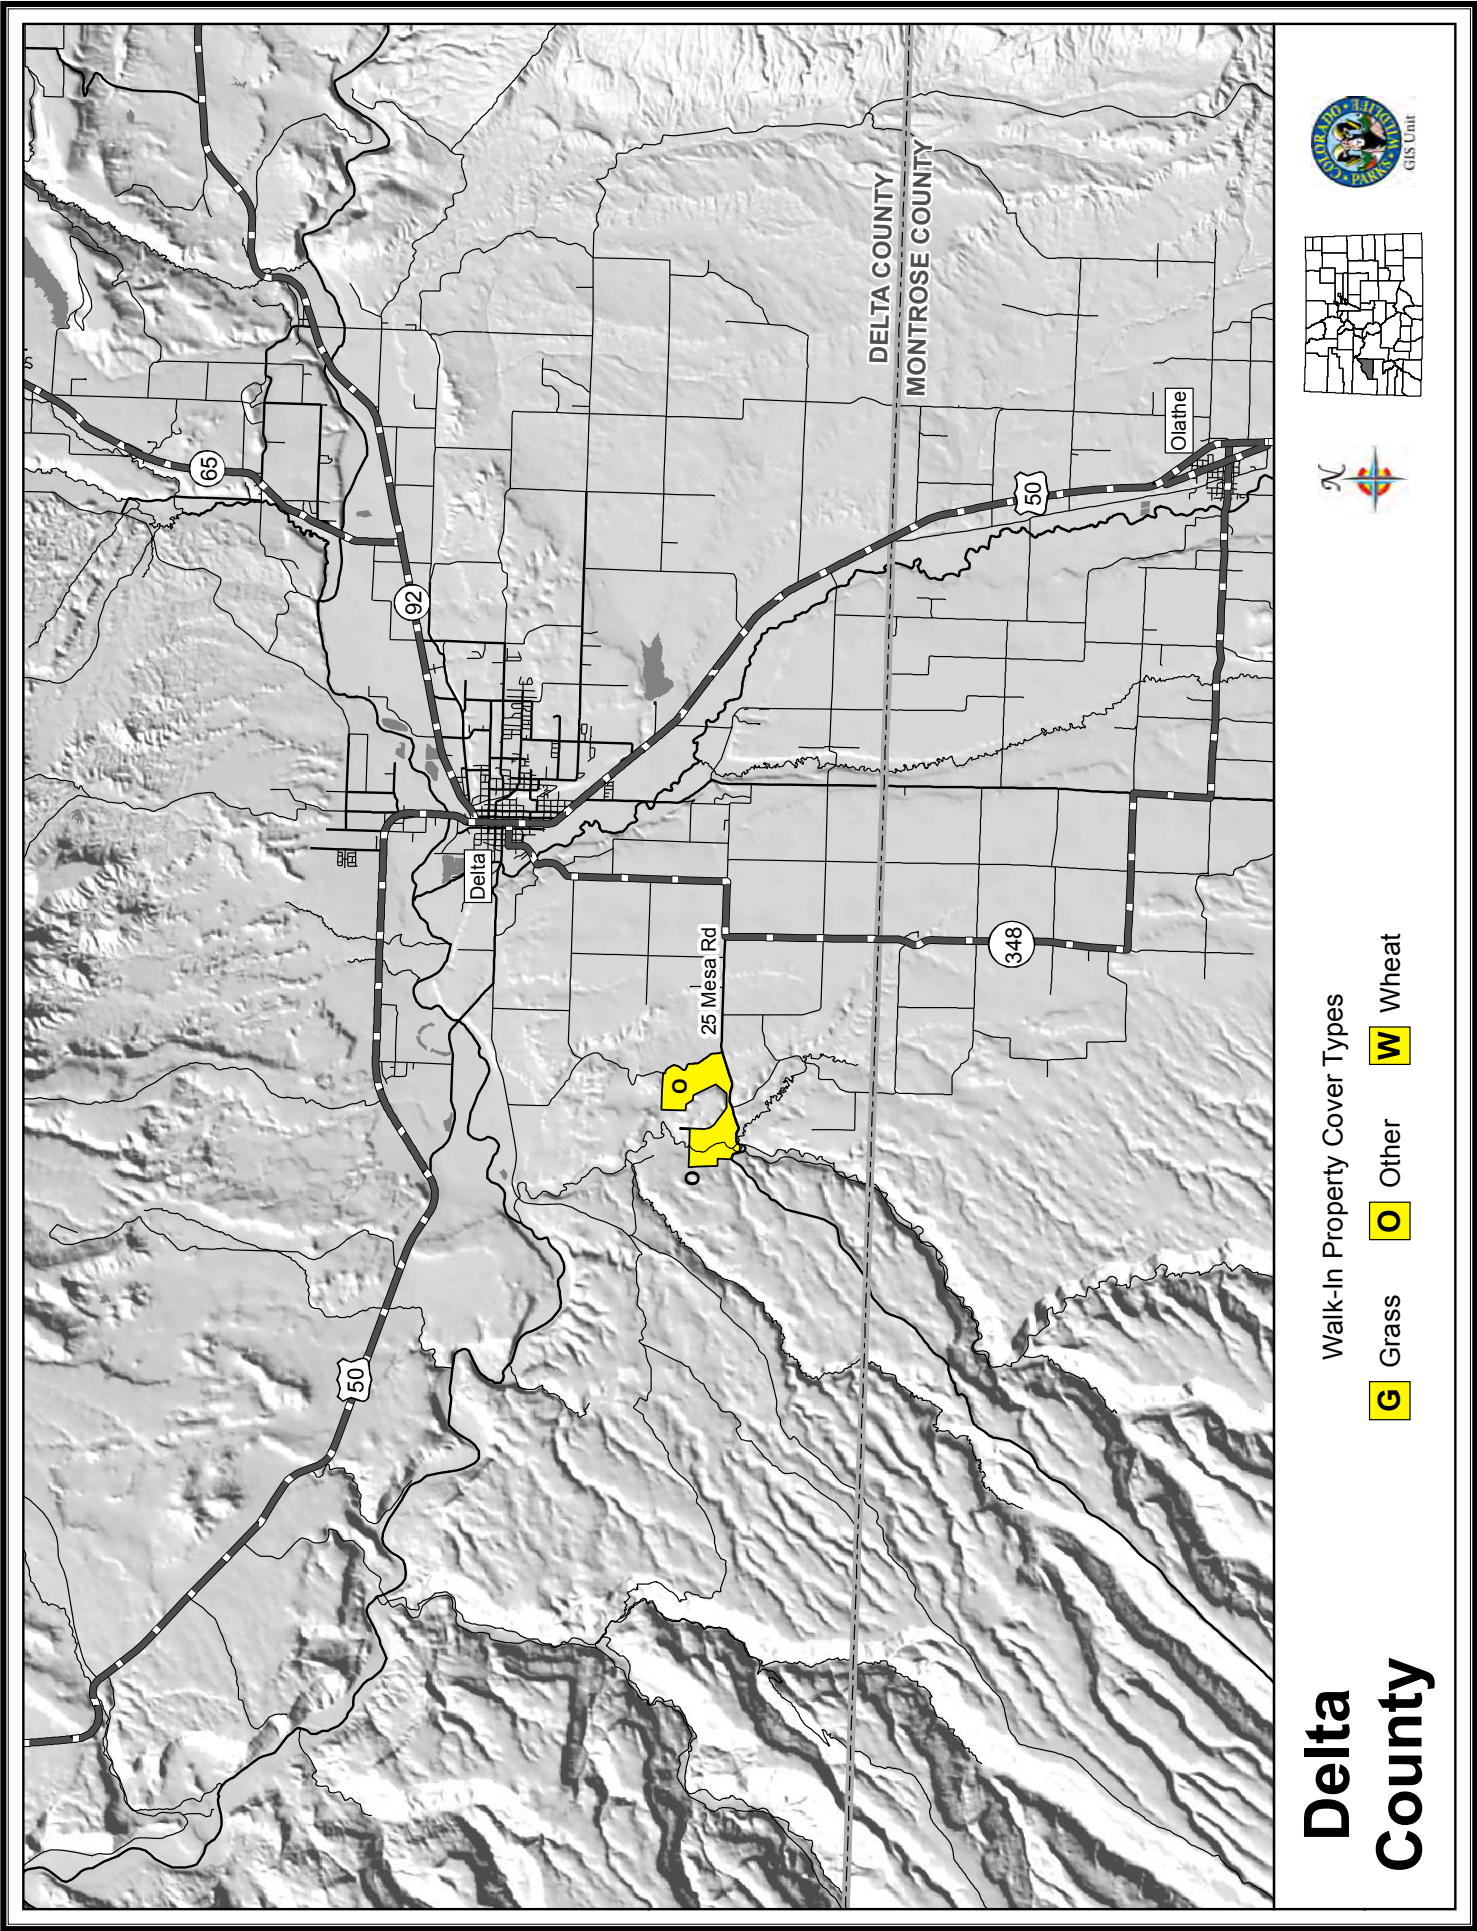 65
92
50
50
348
DELTA COUNTY
MONTROSE COUNTY
Olathe
Delta
25 Mesa Rd
O
O
Delta
County
Walk-In Property Cover Types
G Grass
O Other
W Wheat
N
COLORADO
PARKS • WILDLIFE
GIS Unit